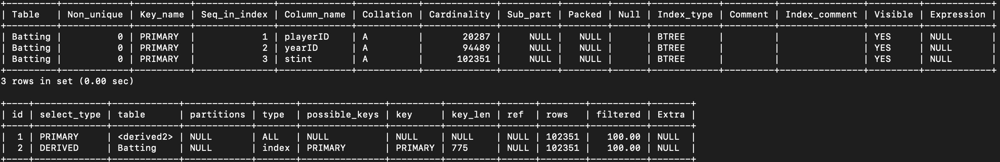 +---------+------------+----------+--------------+-------------+-----------+-------------+----------+--------+------+------------+---------+---------------+---------+------------+
| Table   | Non_unique | Key_name | Seq_in_index | Column_name | Collation | Cardinality | Sub_part | Packed | Null | Index_type | Comment | Index_comment | Visible | Expression |
+---------+------------+----------+--------------+-------------+-----------+-------------+----------+--------+------+------------+---------+---------------+---------+------------+
| Batting |          0 | PRIMARY  |            1 | playerID    | A         |       20287 |     NULL |   NULL |      | BTREE      |         |               | YES     | NULL       |
| Batting |          0 | PRIMARY  |            2 | yearID      | A         |       94489 |     NULL |   NULL |      | BTREE      |         |               | YES     | NULL       |
| Batting |          0 | PRIMARY  |            3 | stint       | A         |      102351 |     NULL |   NULL |      | BTREE      |         |               | YES     | NULL       |
+---------+------------+----------+--------------+-------------+-----------+-------------+----------+--------+------+------------+---------+---------------+---------+------------+
3 rows in set (0.00 sec)
+----+-------------+------------+------------+-------+---------------+---------+---------+------+--------+----------+-------+
| id | select_type | table      | partitions | type  | possible_keys | key     | key_len | ref  | rows   | filtered | Extra |
+----+-------------+------------+------------+-------+---------------+---------+---------+------+--------+----------+-------+
|  1 | PRIMARY     | <derived2> | NULL       | ALL   | NULL          | NULL    | NULL    | NULL | 102351 |   100.00 | NULL  |
|  2 | DERIVED     | Batting    | NULL       | index | PRIMARY       | PRIMARY | 775     | NULL | 102351 |   100.00 | NULL  |
+----+-------------+------------+------------+-------+---------------+---------+---------+------+--------+----------+-------+